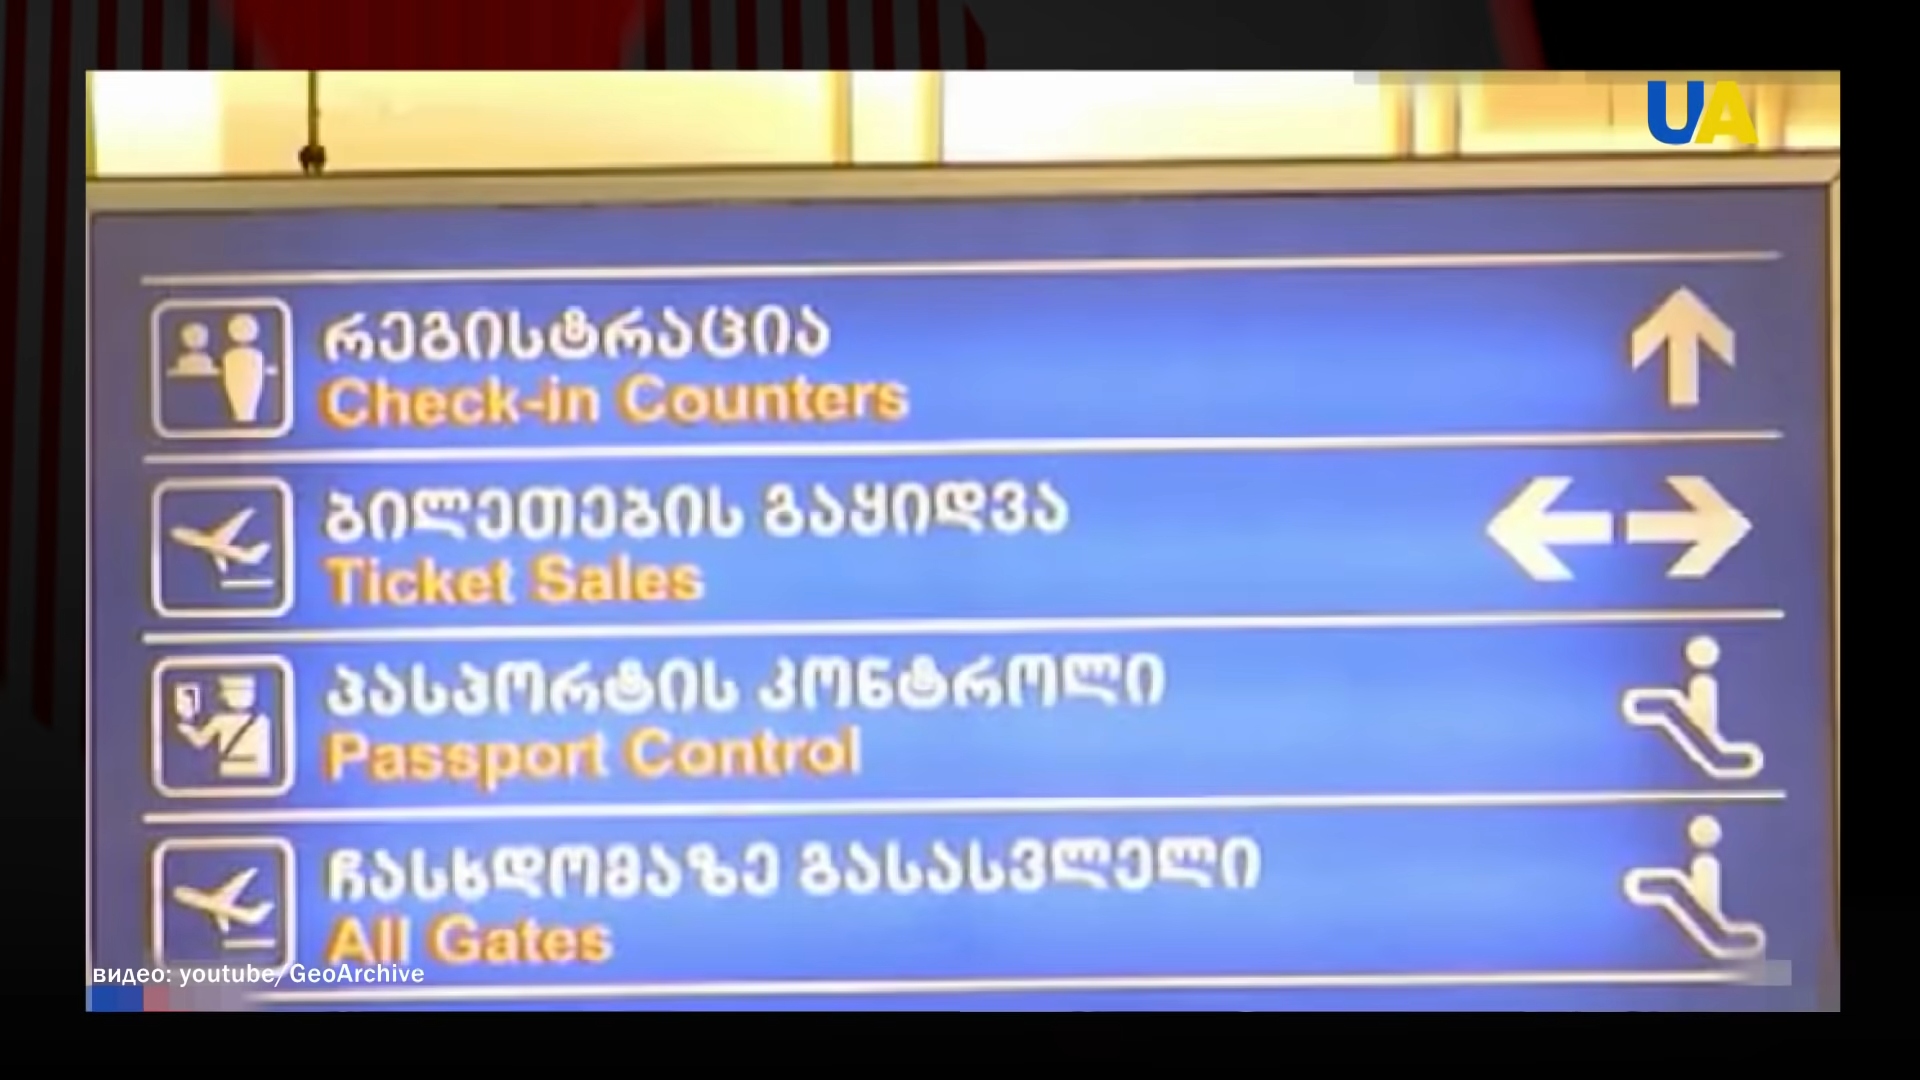 UA
რეგისტრაცია
Check-in Counters
ბილეთების გაყიდვა
Ticket Sales
პასპორტის კონტროლი
Passport Control
ჩასხდომაზე გასასვლელი
All Gates
видео: youtube/GeoArchive